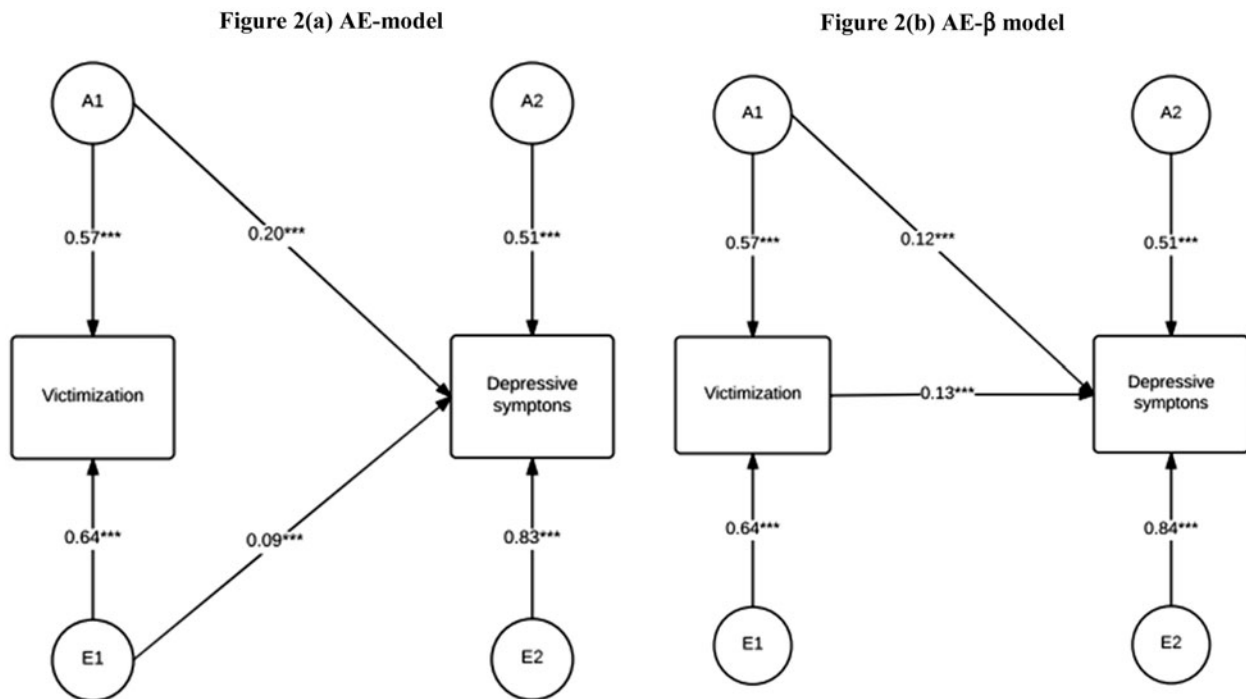 Figure 2(a) AE-model
A1
A2
0.57***
0.20***
0.51***
Victimization
Depressive
symptons
0.64***
0.09***
0.83***
E1
E2
Figure 2(b) AE-β model
A1
A2
0.57***
0.12***
0.51***
Victimization
0.13***
Depressive
symptons
0.64***
0.84***
E1
E2